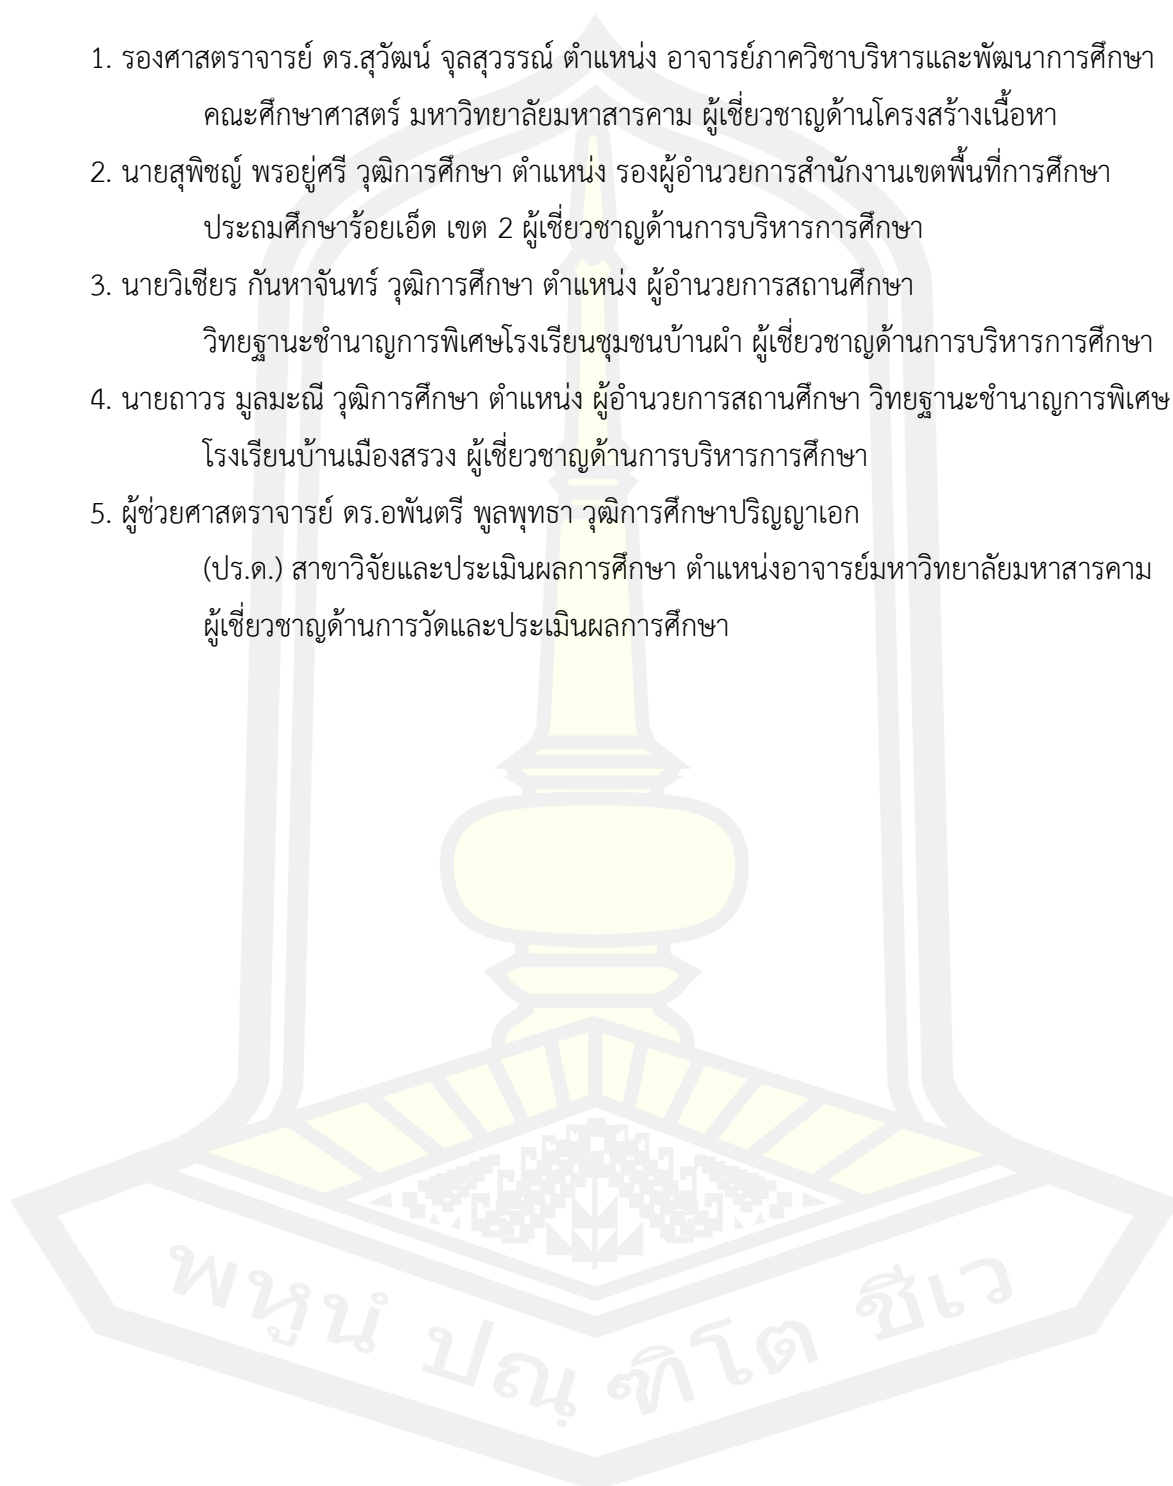 1. รองศาสตราจารย์ ดร.สุวัฒน์ จุลสุวรรณ์ ตำแหน่ง อาจารย์ภาควิชาบริหารและพัฒนาการศึกษา
คณะศึกษาศาสตร์ มหาวิทยาลัยมหาสารคาม ผู้เชี่ยวชาญด้านโครงสร้างเนื้อหา
2. นายสุพิชญ์ พรอยู่ศรี วุฒิการศึกษา ตำแหน่ง รองผู้อำนวยการสำนักงานเขตพื้นที่การศึกษา
ประถมศึกษาร้อยเอ็ด เขต 2 ผู้เชี่ยวชาญด้านการบริหารการศึกษา
3. นายวิเชียร กันหาจันทร์ วุฒิการศึกษา ตำแหน่ง ผู้อำนวยการสถานศึกษา
วิทยฐานะชำนาญการพิเศษโรงเรียนชุมชนบ้านผำ ผู้เชี่ยวชาญด้านการบริหารการศึกษา
4. นายถาวร มูลมะณี วุฒิการศึกษา ตำแหน่ง ผู้อำนวยการสถานศึกษา วิทยฐานะชำนาญการพิเศษ
โรงเรียนบ้านเมืองสรวง ผู้เชี่ยวชาญด้านการบริหารการศึกษา
5. ผู้ช่วยศาสตราจารย์ ดร.อพันตรี พูลพุทธา วุฒิการศึกษาปริญญาเอก
(ปร.ด.) สาขาวิจัยและประเมินผลการศึกษา ตำแหน่งอาจารย์มหาวิทยาลัยมหาสารคาม
ผู้เชี่ยวชาญด้านการวัดและประเมินผลการศึกษา
พหูนํ ปณฺ ฑิโต ชีเว